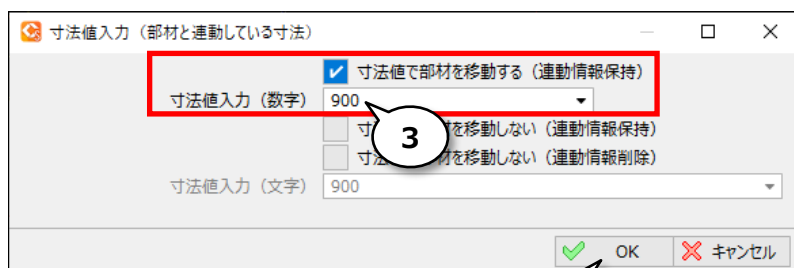 寸法値入力（部材と連動している寸法）
寸法値で部材を移動する（連動情報保持）
寸法値入力（数字） 900
3
寸 材を移動しない（連動情報保持）
寸法 材を移動しない（連動情報削除）
寸法値入力（文字） 900
OK キャンセル